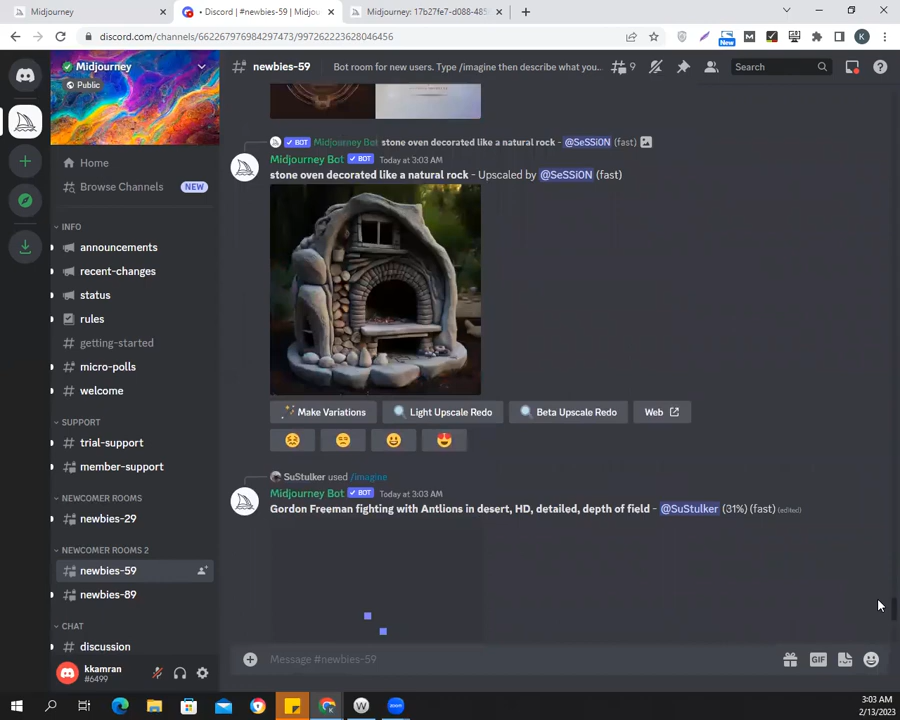 Midjourney
Discord | #newbies-59 | Midjou
Midjourney: 17b27fe7-d088-485
discord.com/channels/662267976984297473/997262223628046456
New
K
Midjourney
Public
newbies-59
Bot room for new users. Type /imagine then describe what you...
9
Search
Home
Browse Channels
NEW
INFO
announcements
recent-changes
status
rules
getting-started
micro-polls
welcome
SUPPORT
trial-support
member-support
NEWCOMER ROOMS
newbies-29
NEWCOMER ROOMS 2
newbies-59
newbies-89
CHAT
discussion
kkamran
#6499
BOT Midjourney Bot stone oven decorated like a natural rock - @SeSSi0N (fast)
Midjourney Bot BOT Today at 3:03 AM
stone oven decorated like a natural rock - Upscaled by @SeSSi0N (fast)
Make Variations
Light Upscale Redo
Beta Upscale Redo
Web
SuStulker used /imagine
Midjourney Bot BOT Today at 3:03 AM
Gordon Freeman fighting with Antlions in desert, HD, detailed, depth of field - @SuStulker (31%) (fast) (edited)
Message #newbies-59
GIF
W
zoom
3:03 AM
2/13/2023